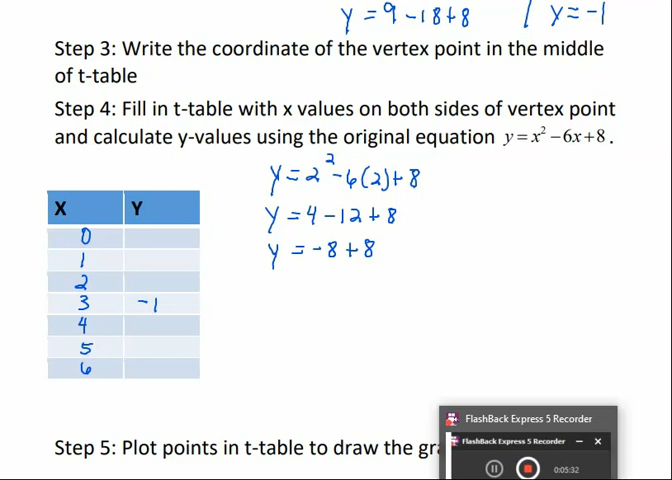 y = 9 - 18 + 8 / y = -1
Step 3: Write the coordinate of the vertex point in the middle
of t-table
Step 4: Fill in t-table with x values on both sides of vertex point
and calculate y-values using the original equation y = x² − 6x + 8 .
y = 2² - 6(2) + 8
y = 4 - 12 + 8
y = -8 + 8
X Y
0
1
2
3 -1
4
5
6
FlashBack Express 5 Recorder
FlashBack Express 5 Recorder
0:05:32
Step 5: Plot points in t-table to draw the